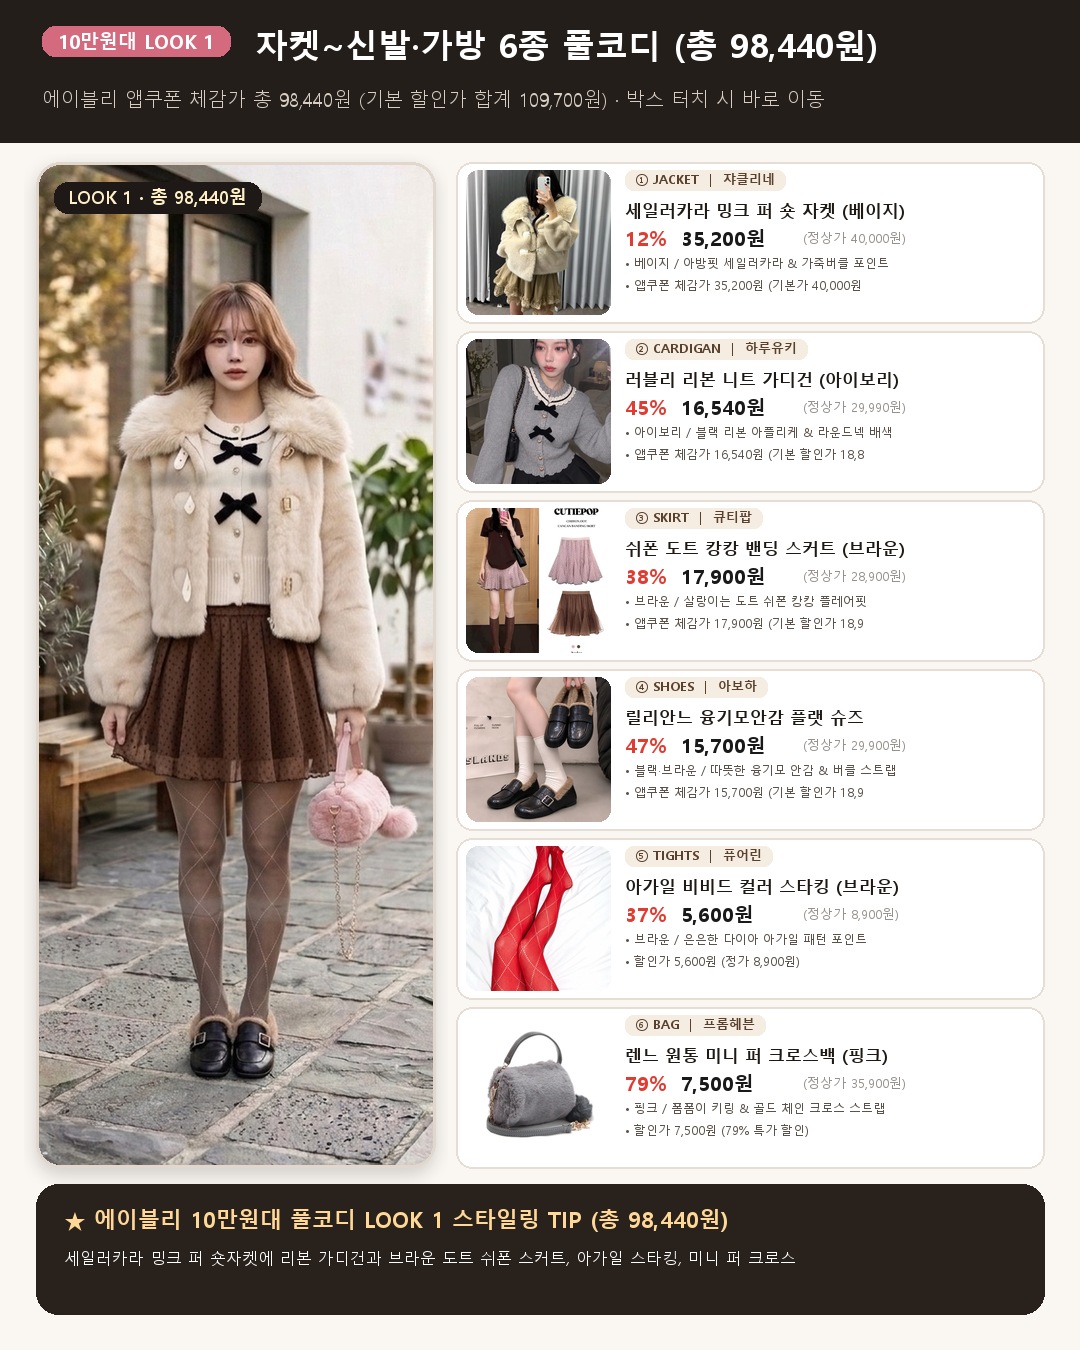 10만원대 LOOK 1
자켓~신발·가방 6종 풀코디 (총 98,440원)
에이블리 앱쿠폰 체감가 총 98,440원 (기본 할인가 합계 109,700원) · 박스 터치 시 바로 이동
LOOK 1 · 총 98,440원
① JACKET | 쟈클리네
세일러카라 밍크 퍼 숏 자켓 (베이지)
12% 35,200원 (정상가 40,000원)
• 베이지 / 아방핏 세일러카라 & 가죽버클 포인트
• 앱쿠폰 체감가 35,200원 (기본가 40,000원
② CARDIGAN | 하루유키
러블리 리본 니트 가디건 (아이보리)
45% 16,540원 (정상가 29,990원)
• 아이보리 / 블랙 리본 아플리케 & 라운드넥 배색
• 앱쿠폰 체감가 16,540원 (기본 할인가 18,8
CUTIEPOP
③ SKIRT | 큐티팝
쉬폰 도트 캉캉 밴딩 스커트 (브라운)
38% 17,900원 (정상가 28,900원)
• 브라운 / 살랑이는 도트 쉬폰 캉캉 플레어핏
• 앱쿠폰 체감가 17,900원 (기본 할인가 18,9
SLANDS
④ SHOES | 아보하
릴리안느 융기모안감 플랫 슈즈
47% 15,700원 (정상가 29,900원)
• 블랙·브라운 / 따뜻한 융기모 안감 & 버클 스트랩
• 앱쿠폰 체감가 15,700원 (기본 할인가 18,9
⑤ TIGHTS | 퓨어린
아가일 비비드 컬러 스타킹 (브라운)
37% 5,600원 (정상가 8,900원)
• 브라운 / 은은한 다이아 아가일 패턴 포인트
• 할인가 5,600원 (정가 8,900원)
⑥ BAG | 프롬헤븐
렌느 원통 미니 퍼 크로스백 (핑크)
79% 7,500원 (정상가 35,900원)
• 핑크 / 폼폼이 키링 & 골드 체인 크로스 스트랩
• 할인가 7,500원 (79% 특가 할인)
★ 에이블리 10만원대 풀코디 LOOK 1 스타일링 TIP (총 98,440원)
세일러카라 밍크 퍼 숏자켓에 리본 가디건과 브라운 도트 쉬폰 스커트, 아가일 스타킹, 미니 퍼 크로스